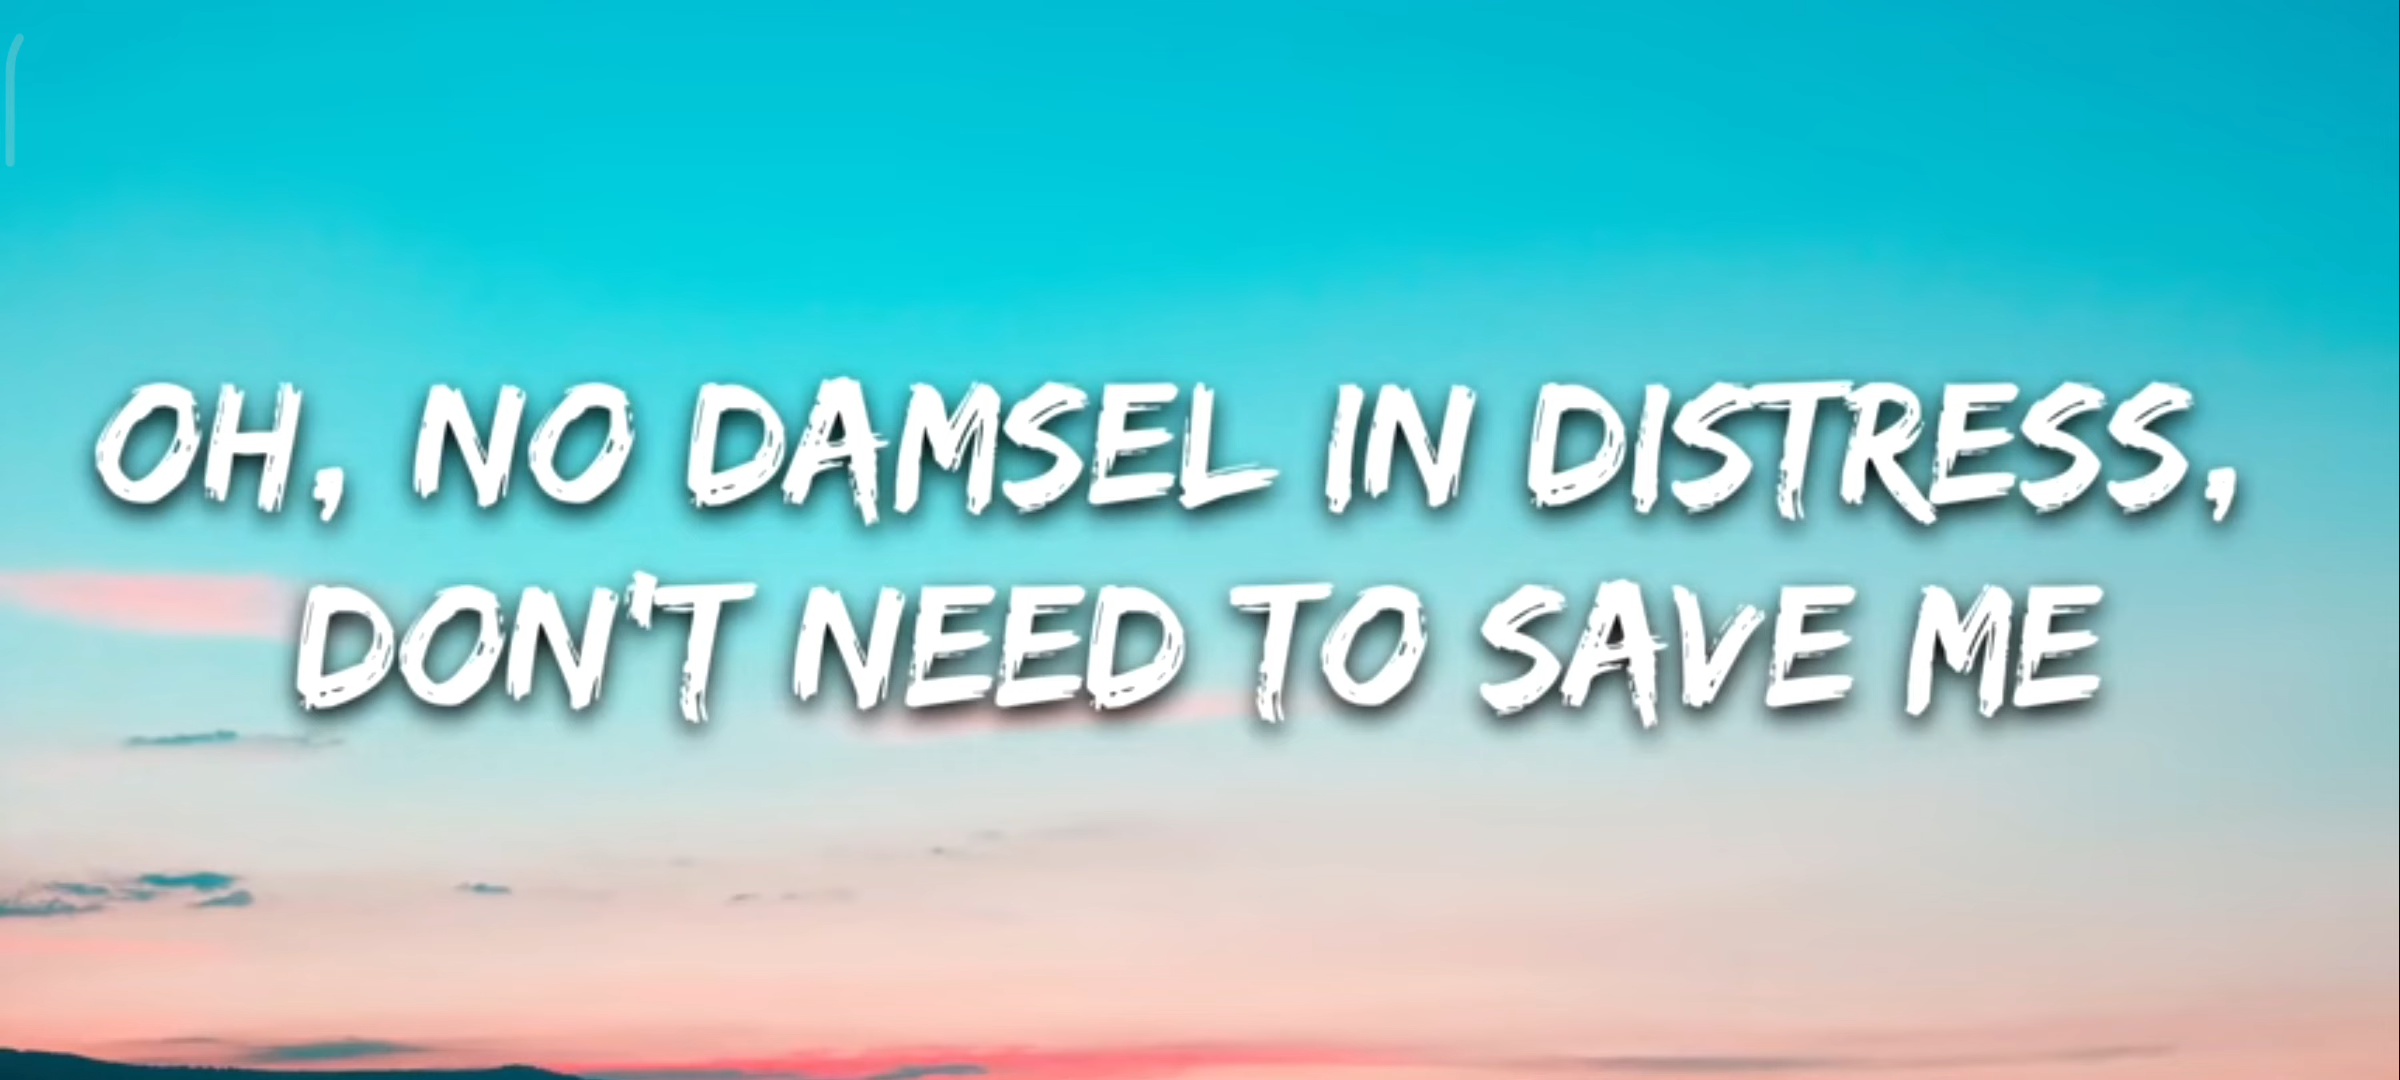 OH, NO DAMSEL IN DISTRESS,
DON'T NEED TO SAVE ME